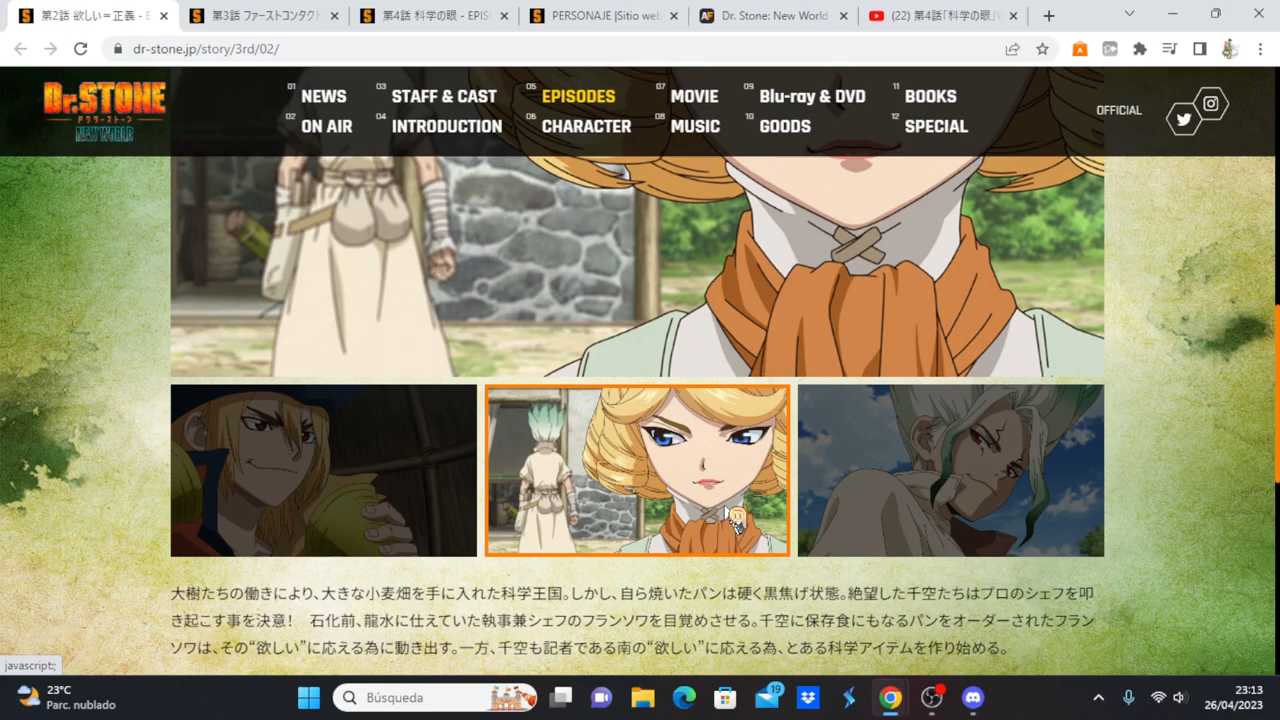 第2話 欲しい＝正義 - E
第3話 ファーストコンタクト
第4話 科学の眼 - EPISO
PERSONAJE |Sitio web
Dr. Stone: New World
(22) 第4話「科学の眼」W
dr-stone.jp/story/3rd/02/
Dr.STONE
ドクターストーン
NEW WORLD
01 NEWS
03 STAFF & CAST
05 EPISODES
07 MOVIE
09 Blu-ray & DVD
11 BOOKS
02 ON AIR
04 INTRODUCTION
06 CHARACTER
08 MUSIC
10 GOODS
12 SPECIAL
OFFICIAL
大樹たちの働きにより、大きな小麦畑を手に入れた科学王国。しかし、自ら焼いたパンは硬く黒焦げ状態。絶望した千空たちはプロのシェフを叩
き起こす事を決意！　石化前、龍水に仕えていた執事兼シェフのフランソワを目覚めさせる。千空に保存食にもなるパンをオーダーされたフラン
ソワは、その“欲しい”に応える為に動き出す。一方、千空も記者である南の“欲しい”に応える為、とある科学アイテムを作り始める。
javascript:;
23°C
Parc. nublado
Búsqueda
19
23:13
26/04/2023